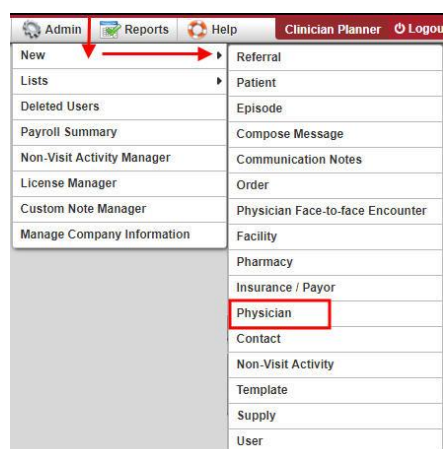 Admin Reports Help Clinician Planner Logou
New
Lists
Deleted Users
Payroll Summary
Non-Visit Activity Manager
License Manager
Custom Note Manager
Manage Company Information
Referral
Patient
Episode
Compose Message
Communication Notes
Order
Physician Face-to-face Encounter
Facility
Pharmacy
Insurance / Payor
Physician
Contact
Non-Visit Activity
Template
Supply
User